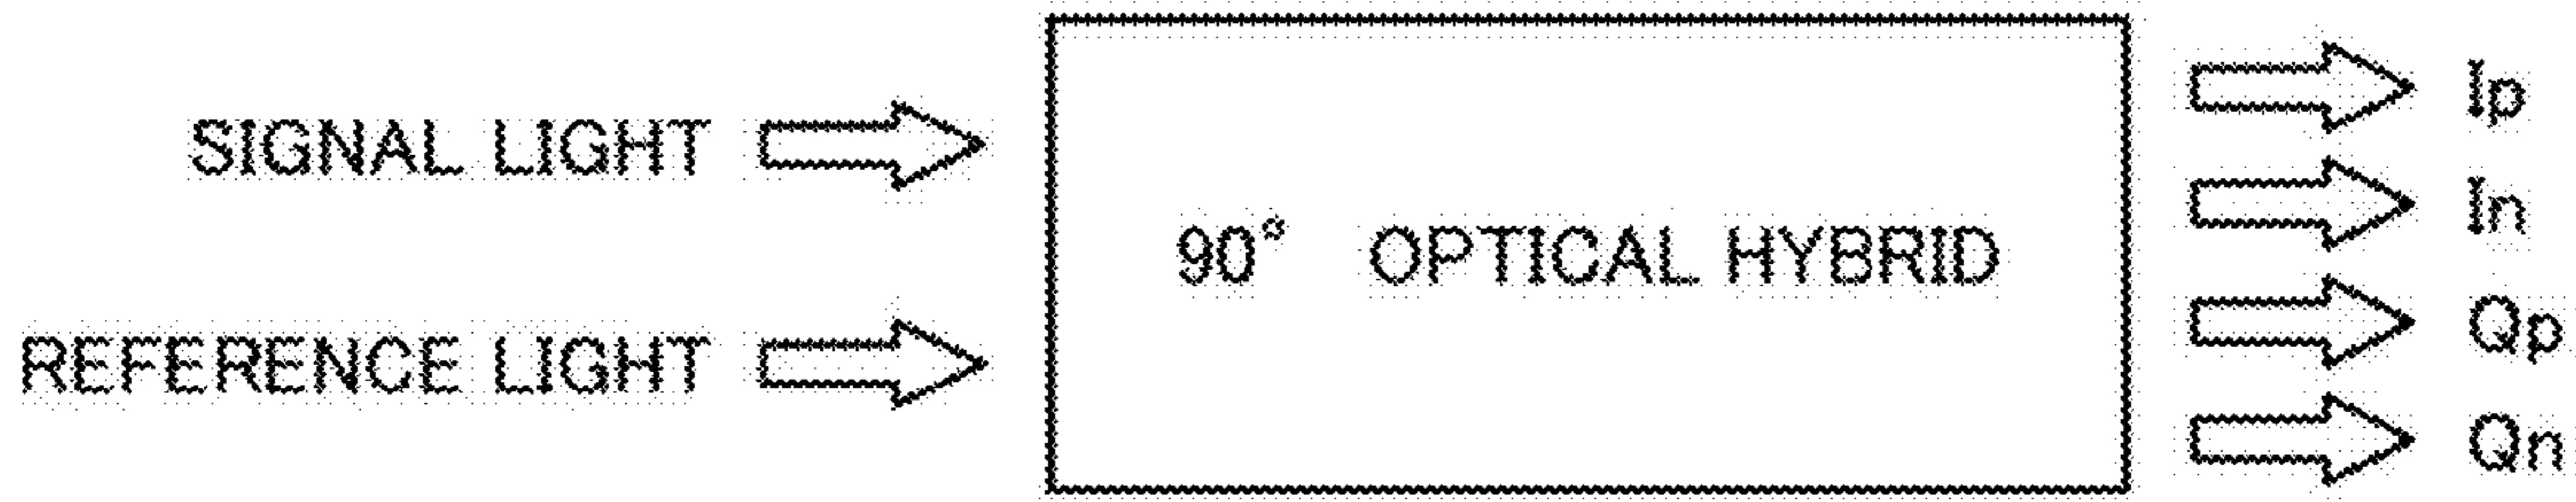 SIGNAL LIGHT
REFERENCE LIGHT
90° OPTICAL HYBRID
Ip
In
Qp
Qn